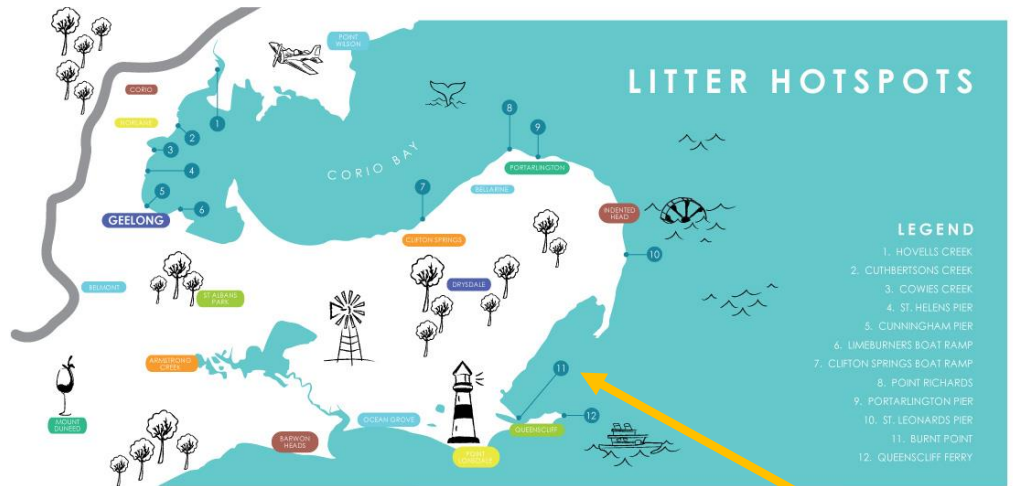 POINT
WILSON
LITTER HOTSPOTS
CORIO
NORLANE
1
2
3
4
5
6
GEELONG
CORIO BAY
7
8
9
PORTARLINGTON
BELLARINE
CLIFTON SPRINGS
INDENTED
HEAD
10
BELMONT
ST ALBANS
PARK
DRYSDALE
ARMSTRONG
CREEK
MOUNT
DUNEED
BARWON
HEADS
OCEAN GROVE
POINT
LONSDALE
QUEENSCLIFF
11
12
LEGEND
1. HOVELLS CREEK
2. CUTHBERTSONS CREEK
3. COWIES CREEK
4. ST. HELENS PIER
5. CUNNINGHAM PIER
6. LIMEBURNERS BOAT RAMP
7. CLIFTON SPRINGS BOAT RAMP
8. POINT RICHARDS
9. PORTARLINGTON PIER
10. ST. LEONARDS PIER
11. BURNT POINT
12. QUEENSCLIFF FERRY